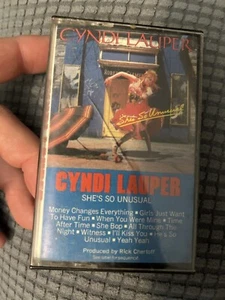 CYNDI LAUPER
She's So Unusual
CYNDI LAUPER
SHE'S SO UNUSUAL
Money Changes Everything • Girls Just Want
To Have Fun • When You Were Mine • Time
After Time • She Bop • All Through The
Night • Witness • I'll Kiss You • He's So
Unusual • Yeah Yeah
Produced by Rick Chertoff